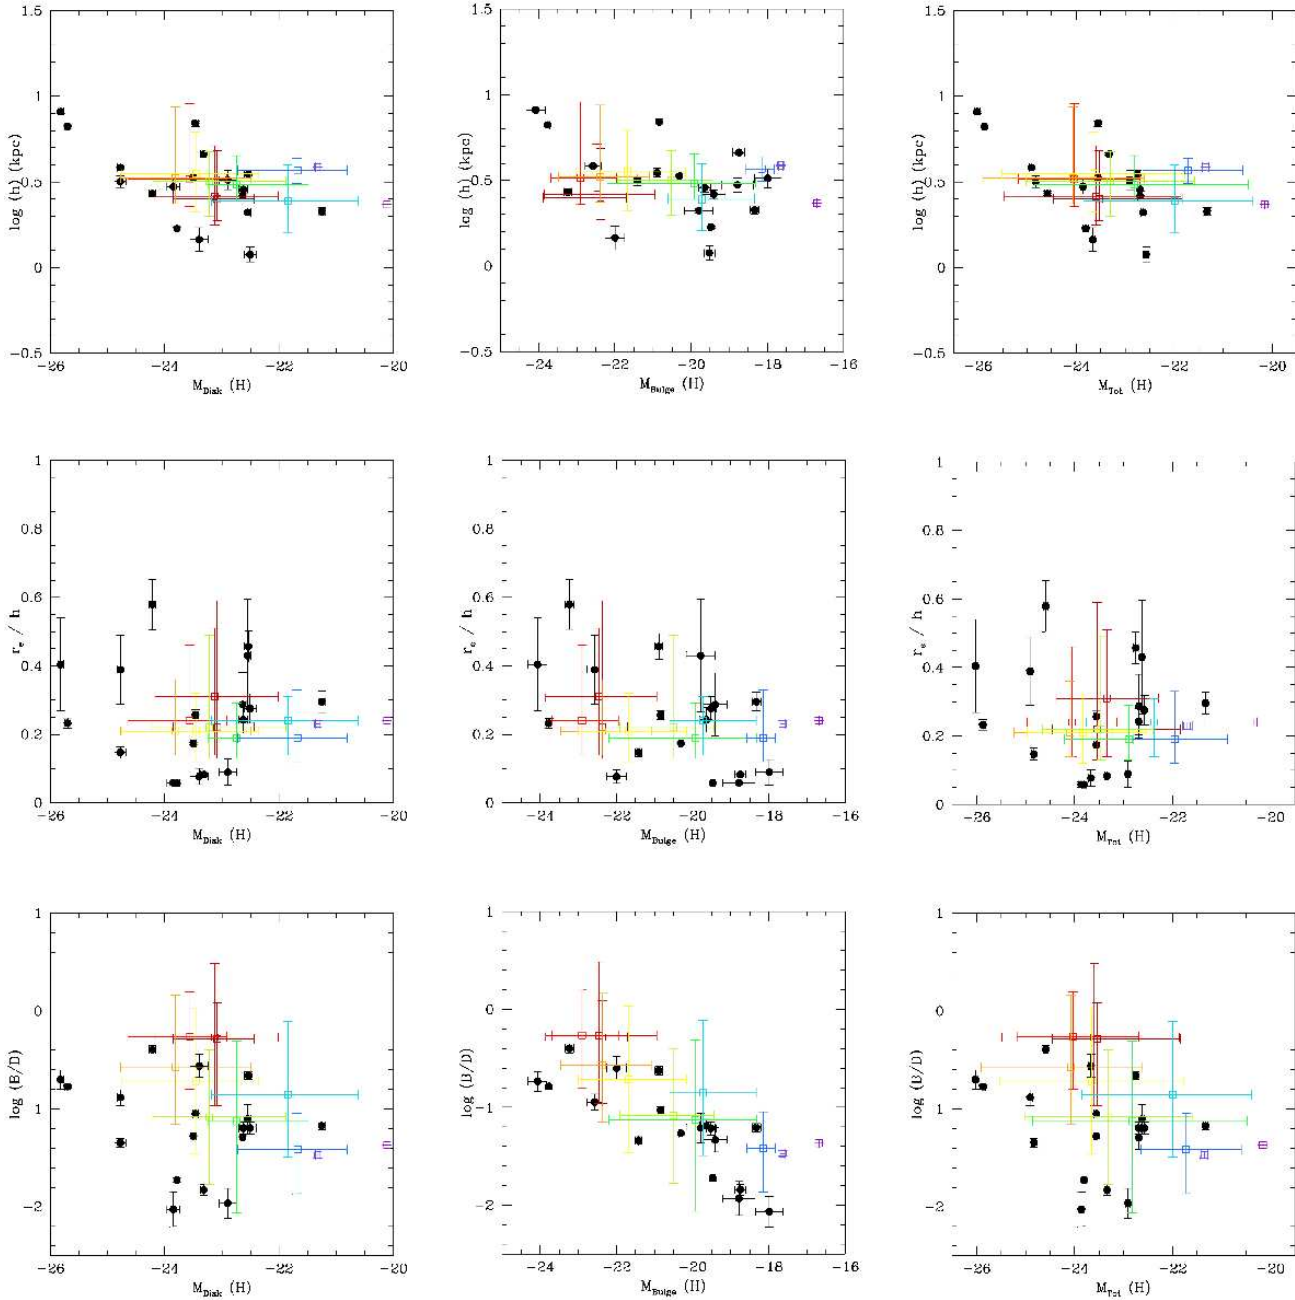 1.5
1
0.5
0
−0.5
log (h) (kpc)
−26 −24 −22 −20
M_Disk (H)
1.5
1
0.5
0
−0.5
log (h) (kpc)
−24 −22 −20 −18 −16
M_Bulge (H)
1.5
1
0.5
0
−0.5
log (h) (kpc)
−26 −24 −22 −20
M_Tot (H)
1
0.8
0.6
0.4
0.2
0
r_e / h
−26 −24 −22 −20
M_Disk (H)
1
0.8
0.6
0.4
0.2
0
r_e / h
−24 −22 −20 −18 −16
M_Bulge (H)
1
0.8
0.6
0.4
0.2
0
r_e / h
−26 −24 −22 −20
M_Tot (H)
1
0
1
−2
log (B/D)
−26 −24 −22 −20
M_Disk (H)
1
0
−1
−2
log (B/D)
−24 −22 −20 −18 −16
M_Bulge (H)
1
0
1
−2
log (B/D)
−26 −24 −22 −20
M_Tot (H)